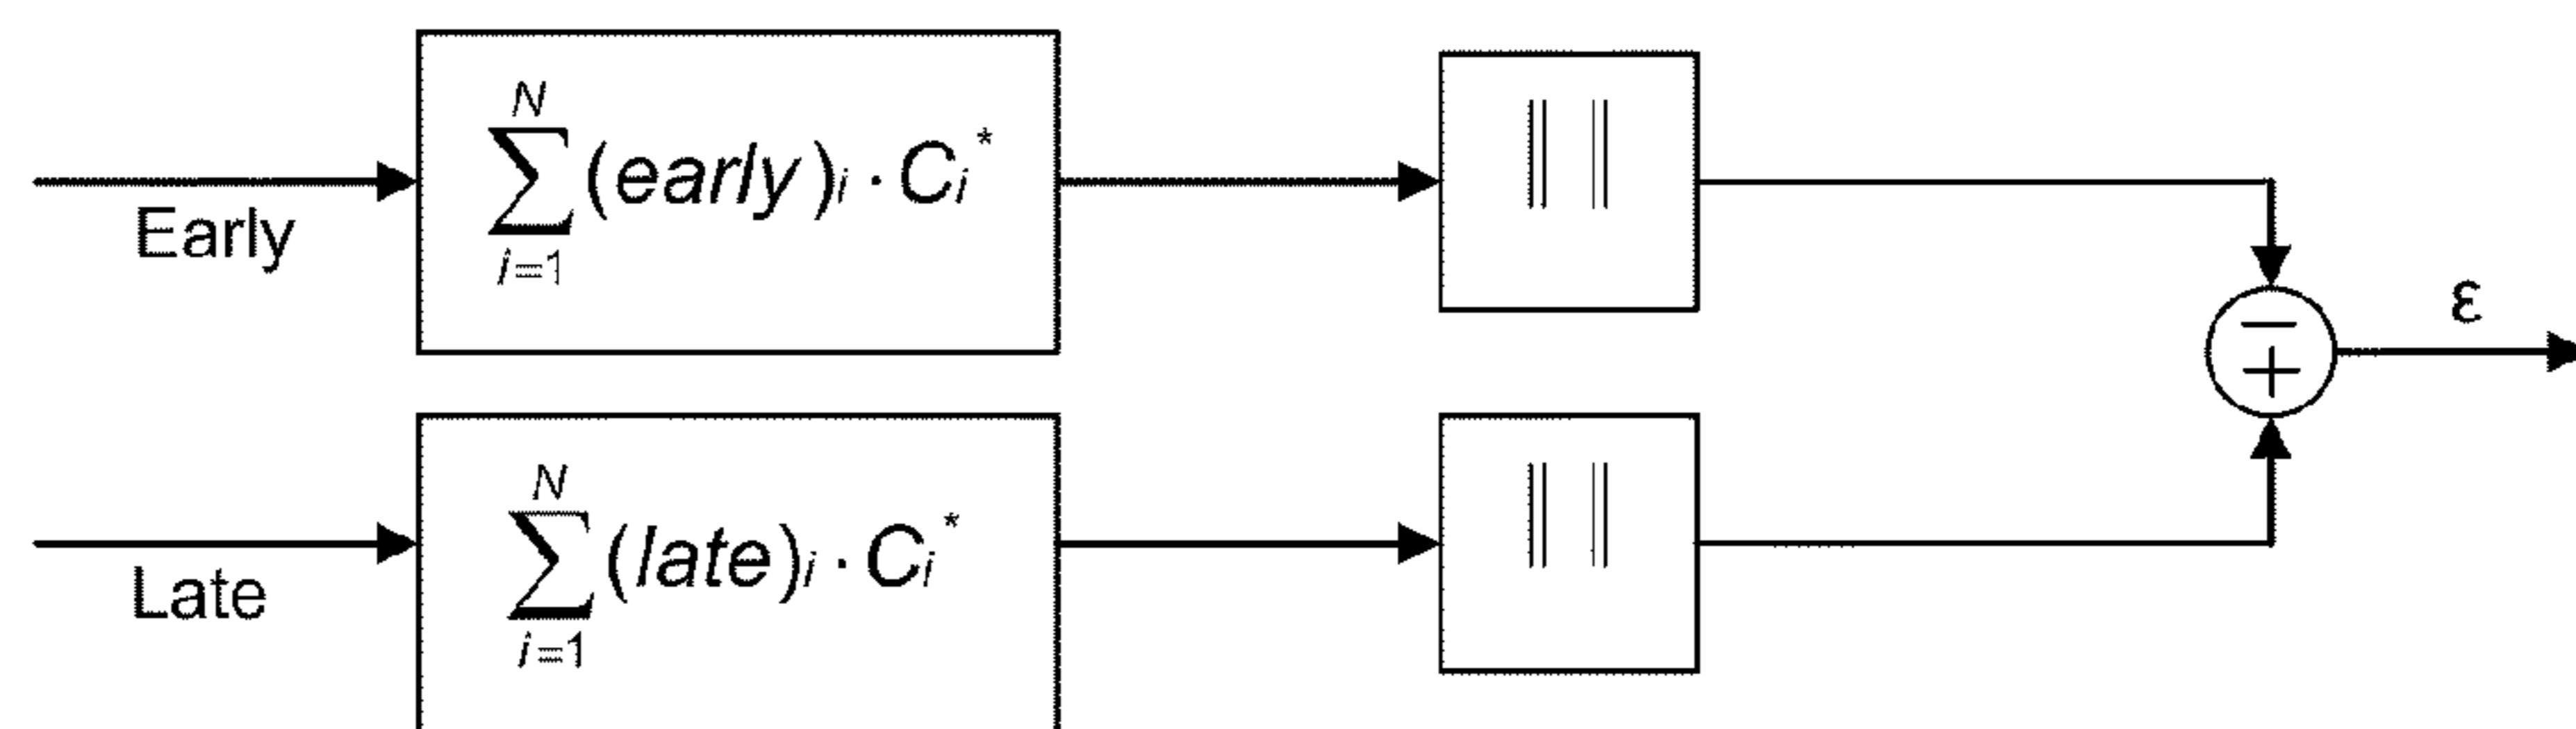 N
∑(early)i · Ci*
i=1
‖ ‖
Early
−
+
ε
N
∑(late)i · Ci*
i=1
‖ ‖
Late